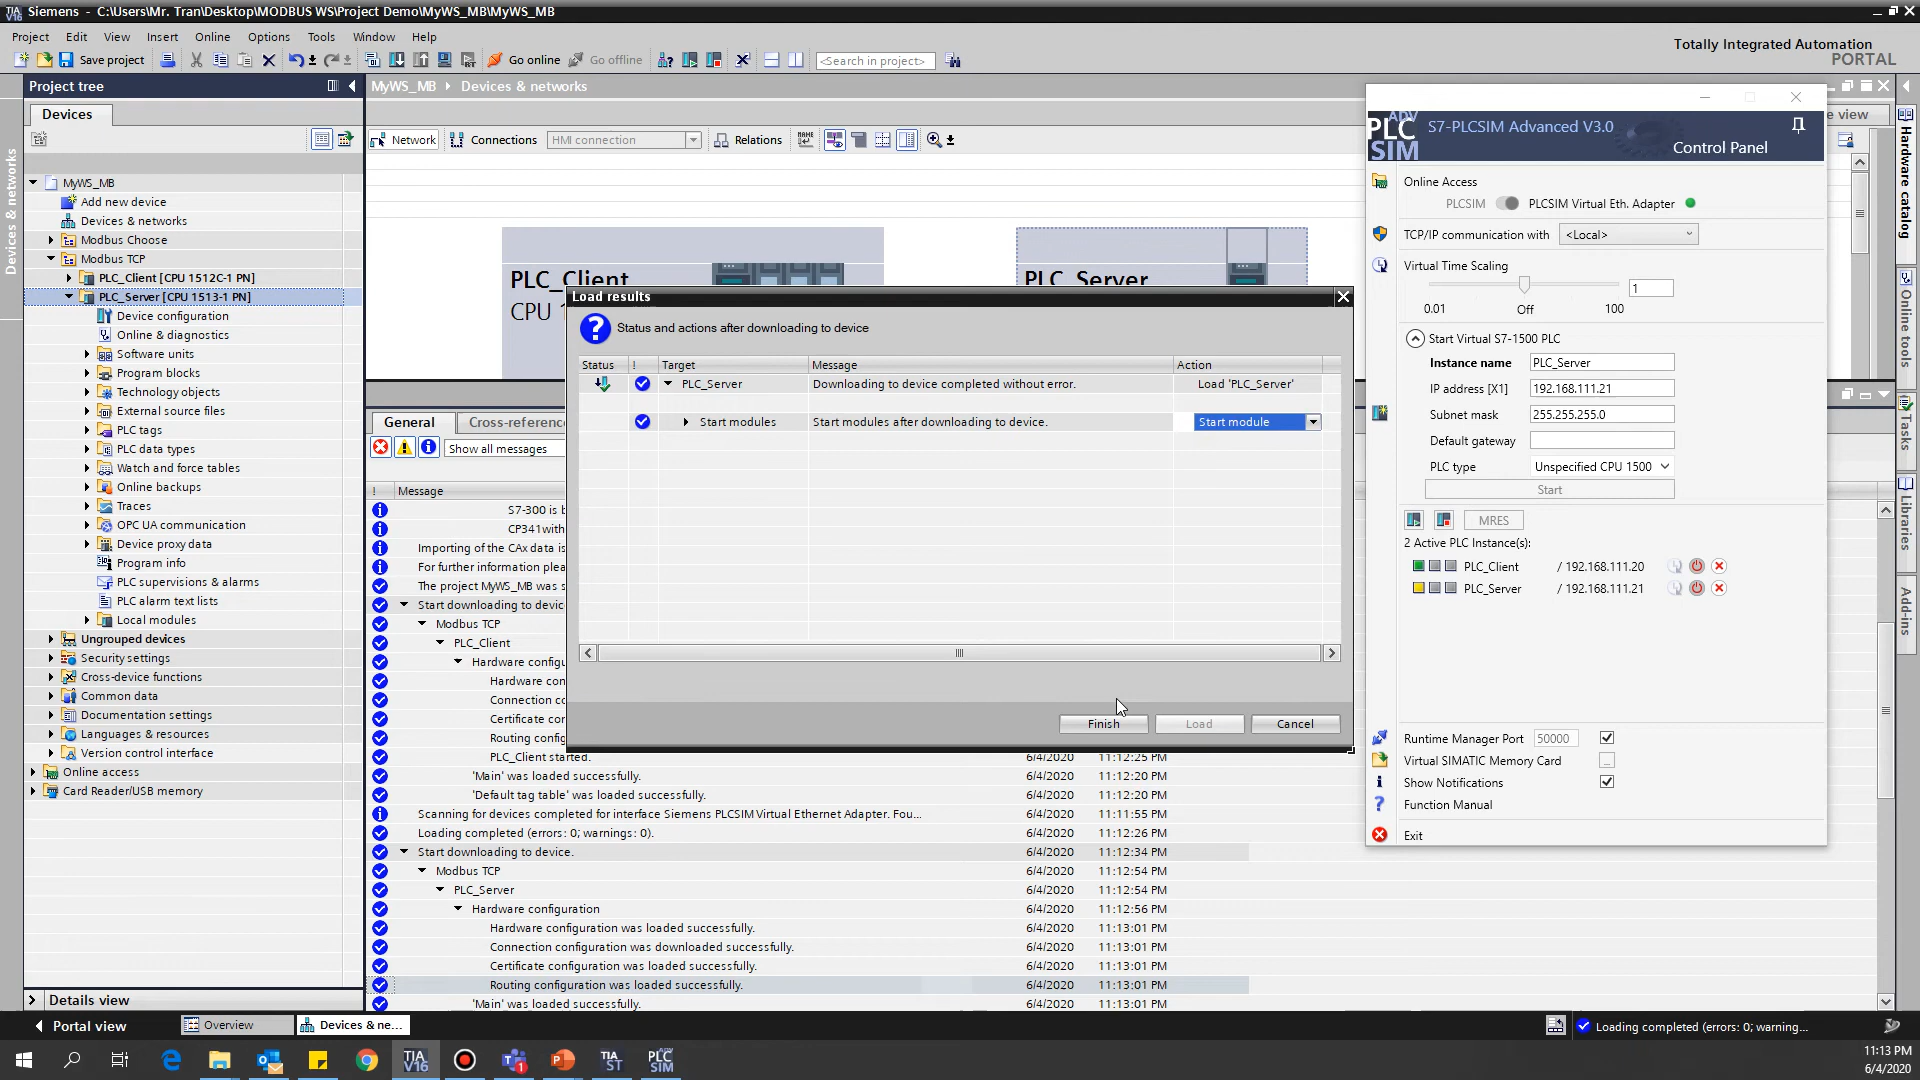 Siemens - C:\Users\Mr. Tran\Desktop\MODBUS WS\Project Demo\MyWS_MB\MyWS_MB
Project Edit View Insert Online Options Tools Window Help
Save project Go online Go offline <Search in project>
Totally Integrated Automation
PORTAL
Project tree
Devices
Devices & networks
MyWS_MB
Add new device
Devices & networks
Modbus Choose
Modbus TCP
PLC_Client [CPU 1512C-1 PN]
PLC_Server [CPU 1513-1 PN]
Device configuration
Online & diagnostics
Software units
Program blocks
Technology objects
External source files
PLC tags
PLC data types
Watch and force tables
Online backups
Traces
OPC UA communication
Device proxy data
Program info
PLC supervisions & alarms
PLC alarm text lists
Local modules
Ungrouped devices
Security settings
Cross-device functions
Common data
Documentation settings
Languages & resources
Version control interface
Online access
Card Reader/USB memory
Details view
MyWS_MB Devices & networks
Network Connections HMI connection Relations
PLC_Client
CPU 1
PLC_Server
Load results
Status and actions after downloading to device
Status ! Target Message Action
PLC_Server Downloading to device completed without error. Load 'PLC_Server'
Start modules Start modules after downloading to device. Start module
Finish Load Cancel
General Cross-referenc
Show all messages
! Message
S7-300 is b
CP341with
Importing of the CAx data is
For further information plea
The project MyWS_MB was s
Start downloading to devic
Modbus TCP
PLC_Client
Hardware configu
Hardware con
Connection co
Certificate con
Routing config
PLC_Client started. 6/4/2020 11:12:25 PM
'Main' was loaded successfully. 6/4/2020 11:12:20 PM
'Default tag table' was loaded successfully. 6/4/2020 11:12:20 PM
Scanning for devices completed for interface Siemens PLCSIM Virtual Ethernet Adapter. Fou... 6/4/2020 11:11:55 PM
Loading completed (errors: 0; warnings: 0). 6/4/2020 11:12:26 PM
Start downloading to device. 6/4/2020 11:12:34 PM
Modbus TCP 6/4/2020 11:12:54 PM
PLC_Server 6/4/2020 11:12:54 PM
Hardware configuration 6/4/2020 11:12:56 PM
Hardware configuration was loaded successfully. 6/4/2020 11:13:01 PM
Connection configuration was downloaded successfully. 6/4/2020 11:13:01 PM
Certificate configuration was loaded successfully. 6/4/2020 11:13:01 PM
Routing configuration was loaded successfully. 6/4/2020 11:13:01 PM
'Main' was loaded successfully. 6/4/2020 11:13:01 PM
PLC SIM ADV
S7-PLCSIM Advanced V3.0
Control Panel
Online Access
PLCSIM PLCSIM Virtual Eth. Adapter
TCP/IP communication with <Local>
Virtual Time Scaling
1
0.01 Off 100
Start Virtual S7-1500 PLC
Instance name PLC_Server
IP address [X1] 192.168.111.21
Subnet mask 255.255.255.0
Default gateway
PLC type Unspecified CPU 1500
Start
MRES
2 Active PLC Instance(s):
PLC_Client / 192.168.111.20
PLC_Server / 192.168.111.21
Runtime Manager Port 50000
Virtual SIMATIC Memory Card
Show Notifications
Function Manual
Exit
e view
Hardware catalog
Online tools
Tasks
Libraries
Add-ins
Portal view Overview Devices & ne...
Loading completed (errors: 0; warning...
TIA V16
TIA ST
PLC SIM
11:13 PM
6/4/2020